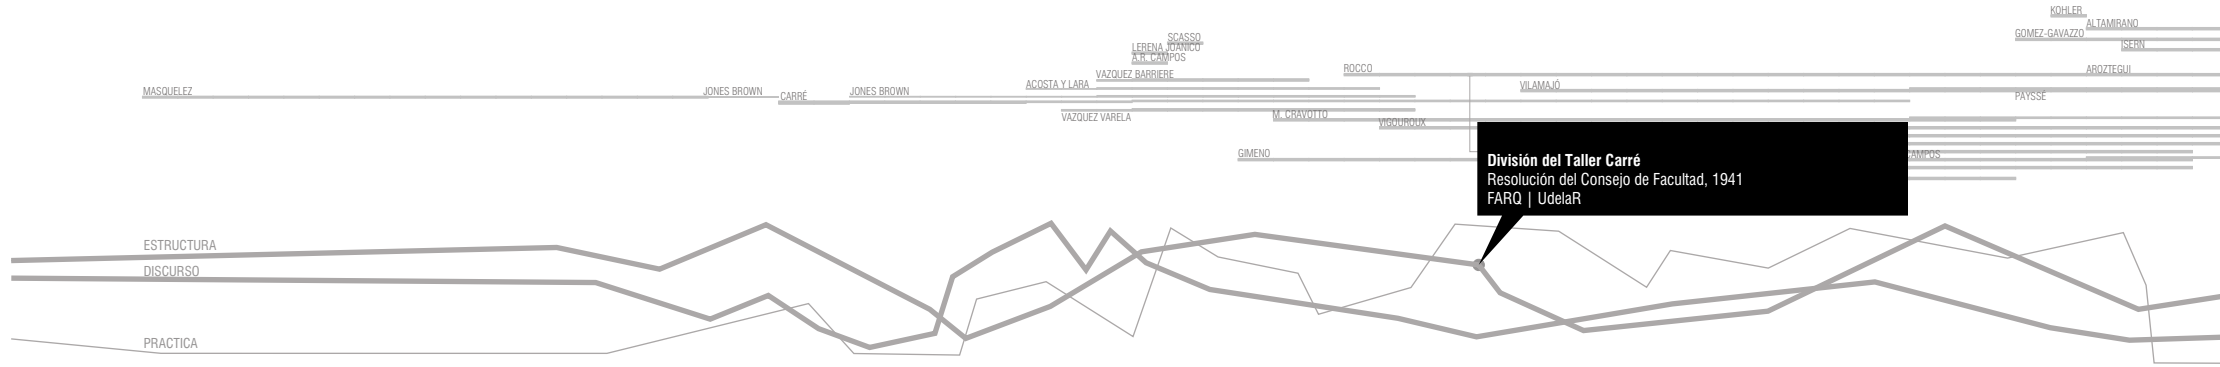 KOHLER
ALTAMIRANO
GOMEZ-GAVAZZO
SCASSO
ISERN
LERENA JOANICO
A.R. CAMPOS
ROCCO
AROZTEGUI
VAZQUEZ BARRIERE
ACOSTA Y LARA
VILAMAJÓ
MASQUELEZ
JONES BROWN
CARRÉ
JONES BROWN
PAYSSÉ
VAZQUEZ VARELA
M. CRAVOTTO
VIGOUROUX
GIMENO
CAMPOS
División del Taller Carré
Resolución del Consejo de Facultad, 1941
FARQ | UdelaR
ESTRUCTURA
DISCURSO
PRACTICA